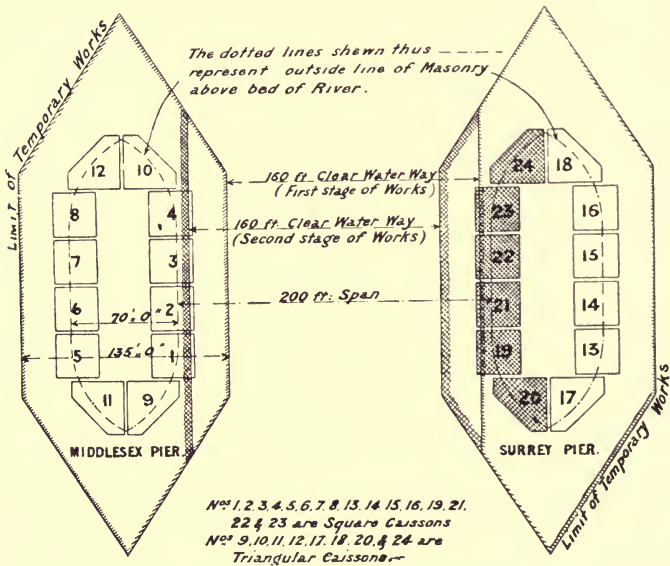 Limit of Temporary Works
The dotted lines shewn thus
represent outside line of Masonry
above bed of River.
12
10
24
18
160 ft. Clear Water Way
(First stage of Works)
8
4
23
16
160 ft. Clear Water Way
(Second stage of Works)
7
3
22
15
200 ft. Span
6
2
21
14
70'. 0"
5
1
19
13
135'. 0"
11
9
20
17
MIDDLESEX PIER.
SURREY PIER.
Limit of Temporary Works
Nos 1, 2, 3, 4, 5, 6, 7, 8, 13, 14, 15, 16, 19, 21,
22 & 23 are Square Caissons
Nos 9, 10, 11, 12, 17, 18, 20, & 24 are
Triangular Caissons